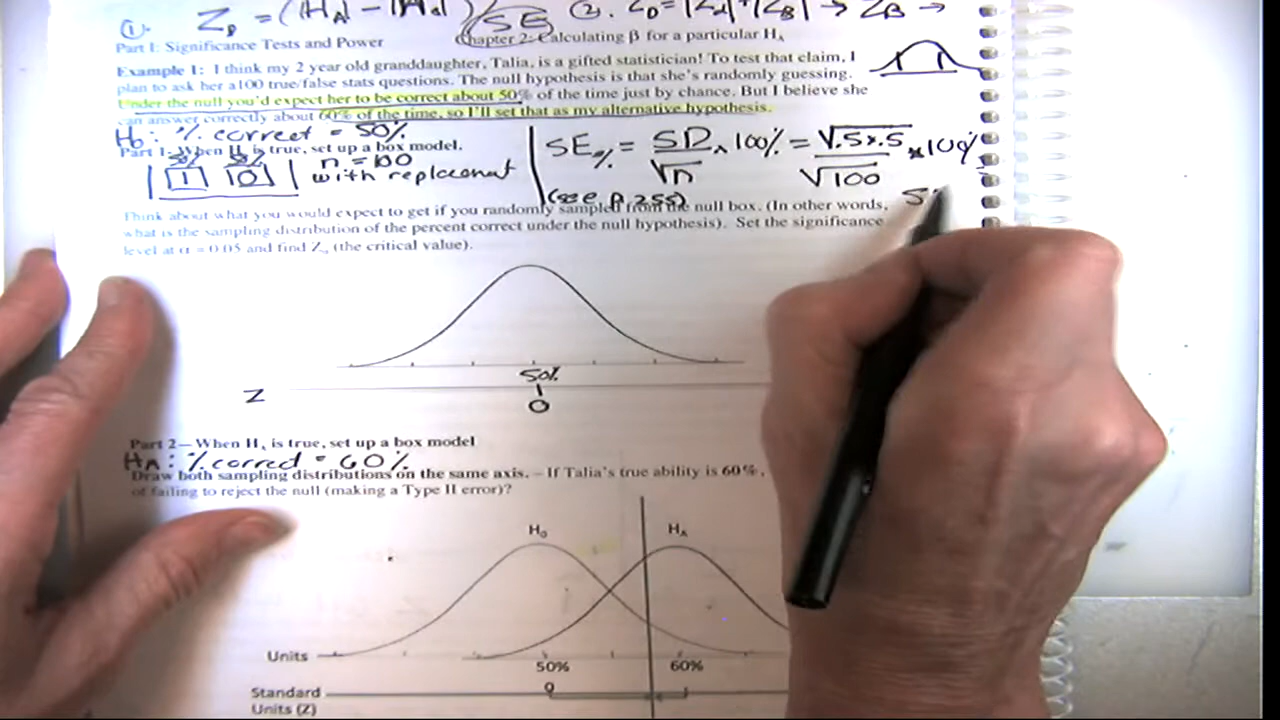 ①. Z = (HA - H0) / SE ②. ZD = |Zα| + |Zβ| → Zβ →
Part I: Significance Tests and Power Chapter 2: Calculating β for a particular HA
Example 1: I think my 2 year old granddaughter, Talia, is a gifted statistician! To test that claim, I
plan to ask her a100 true/false stats questions. The null hypothesis is that she's randomly guessing.
Under the null you'd expect her to be correct about 50% of the time just by chance. But I believe she
can answer correctly about 60% of the time, so I'll set that as my alternative hypothesis.
H0: % correct = 50%
Part 1- When H0 is true, set up a box model.
50% 50%
1 0
n = 100
with replacement
SE% = SD/√n × 100% = √.5×.5/√100 × 100%
(see p. 255)
5%
Think about what you would expect to get if you randomly sampled from the null box. (In other words,
what is the sampling distribution of the percent correct under the null hypothesis). Set the significance
level at α = 0.05 and find Zα (the critical value).
50%
Z
0
Part 2—When HA is true, set up a box model
HA: % correct = 60%
Draw both sampling distributions on the same axis. – If Talia's true ability is 60%,
of failing to reject the null (making a Type II error)?
H0 HA
Units 50% 60%
Standard
Units (Z)
0